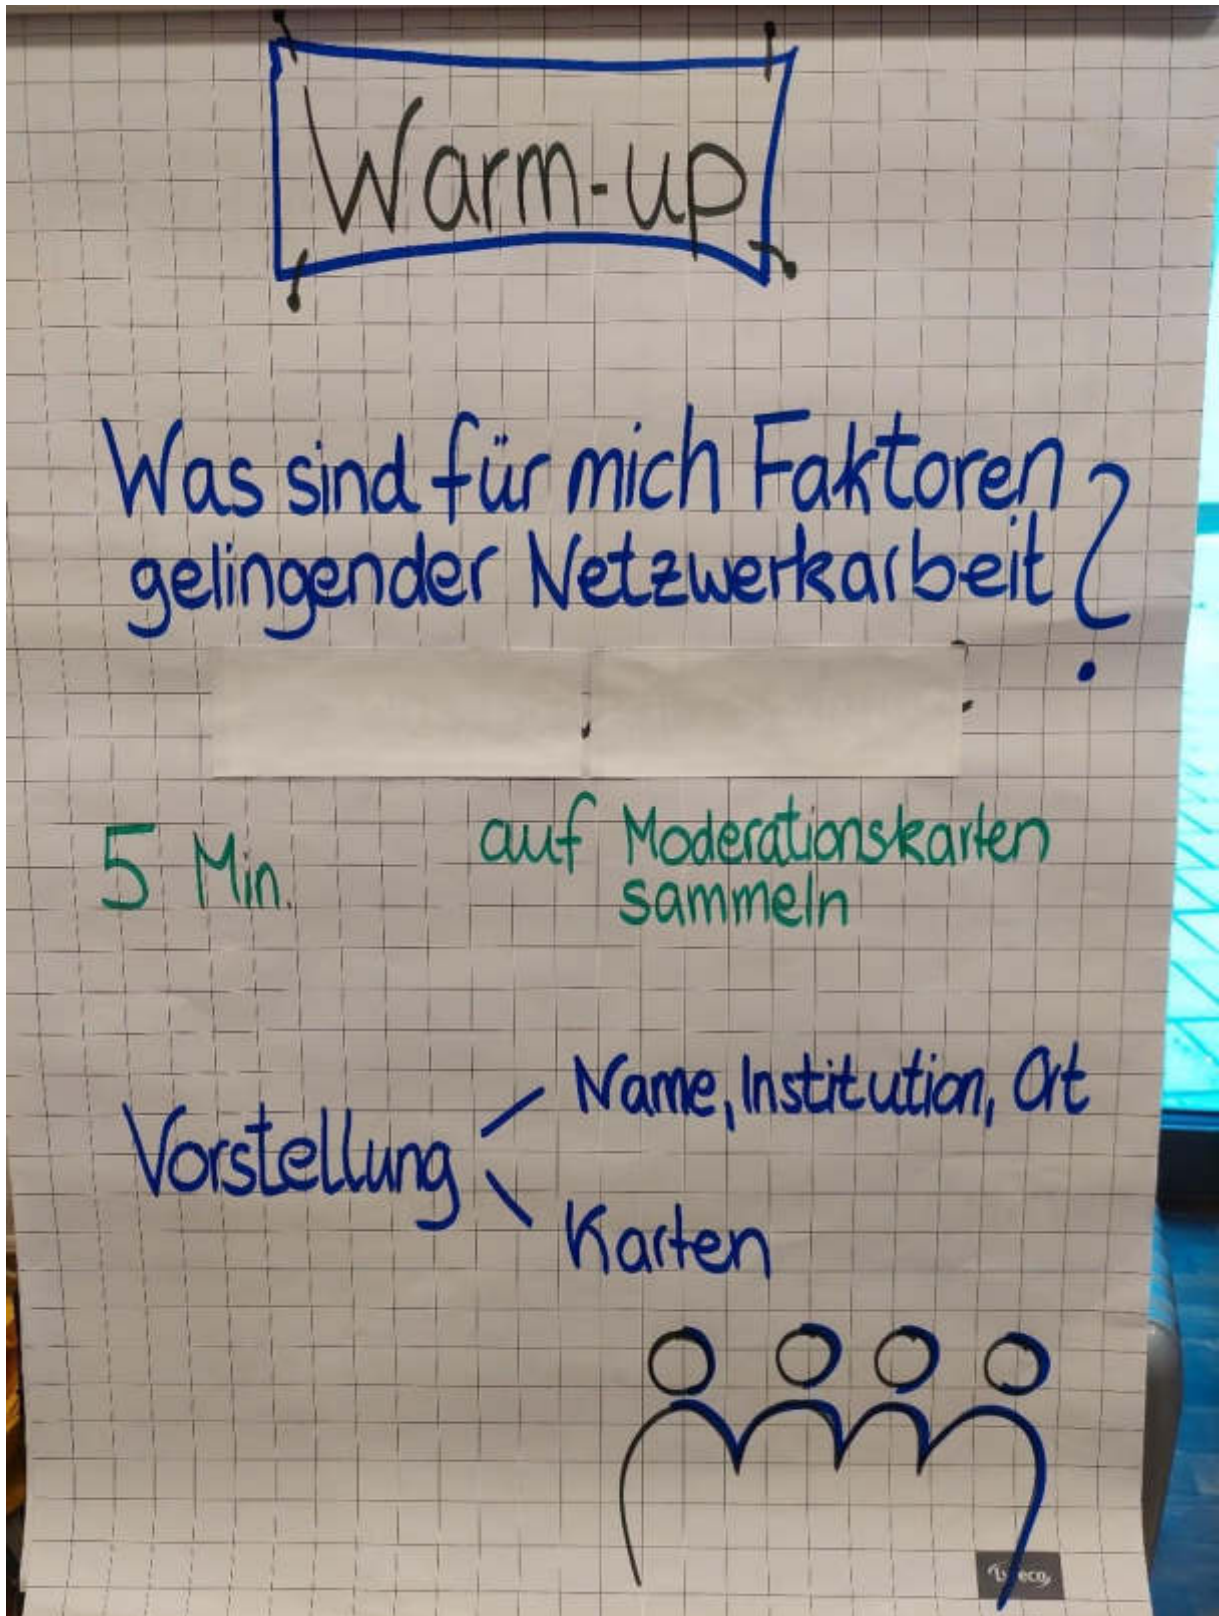 Warm-up
Was sind für mich Faktoren
gelingender Netzwerkarbeit?
5 Min. auf Moderationskarten
sammeln
Name, Institution, Ort
Vorstellung
Karten